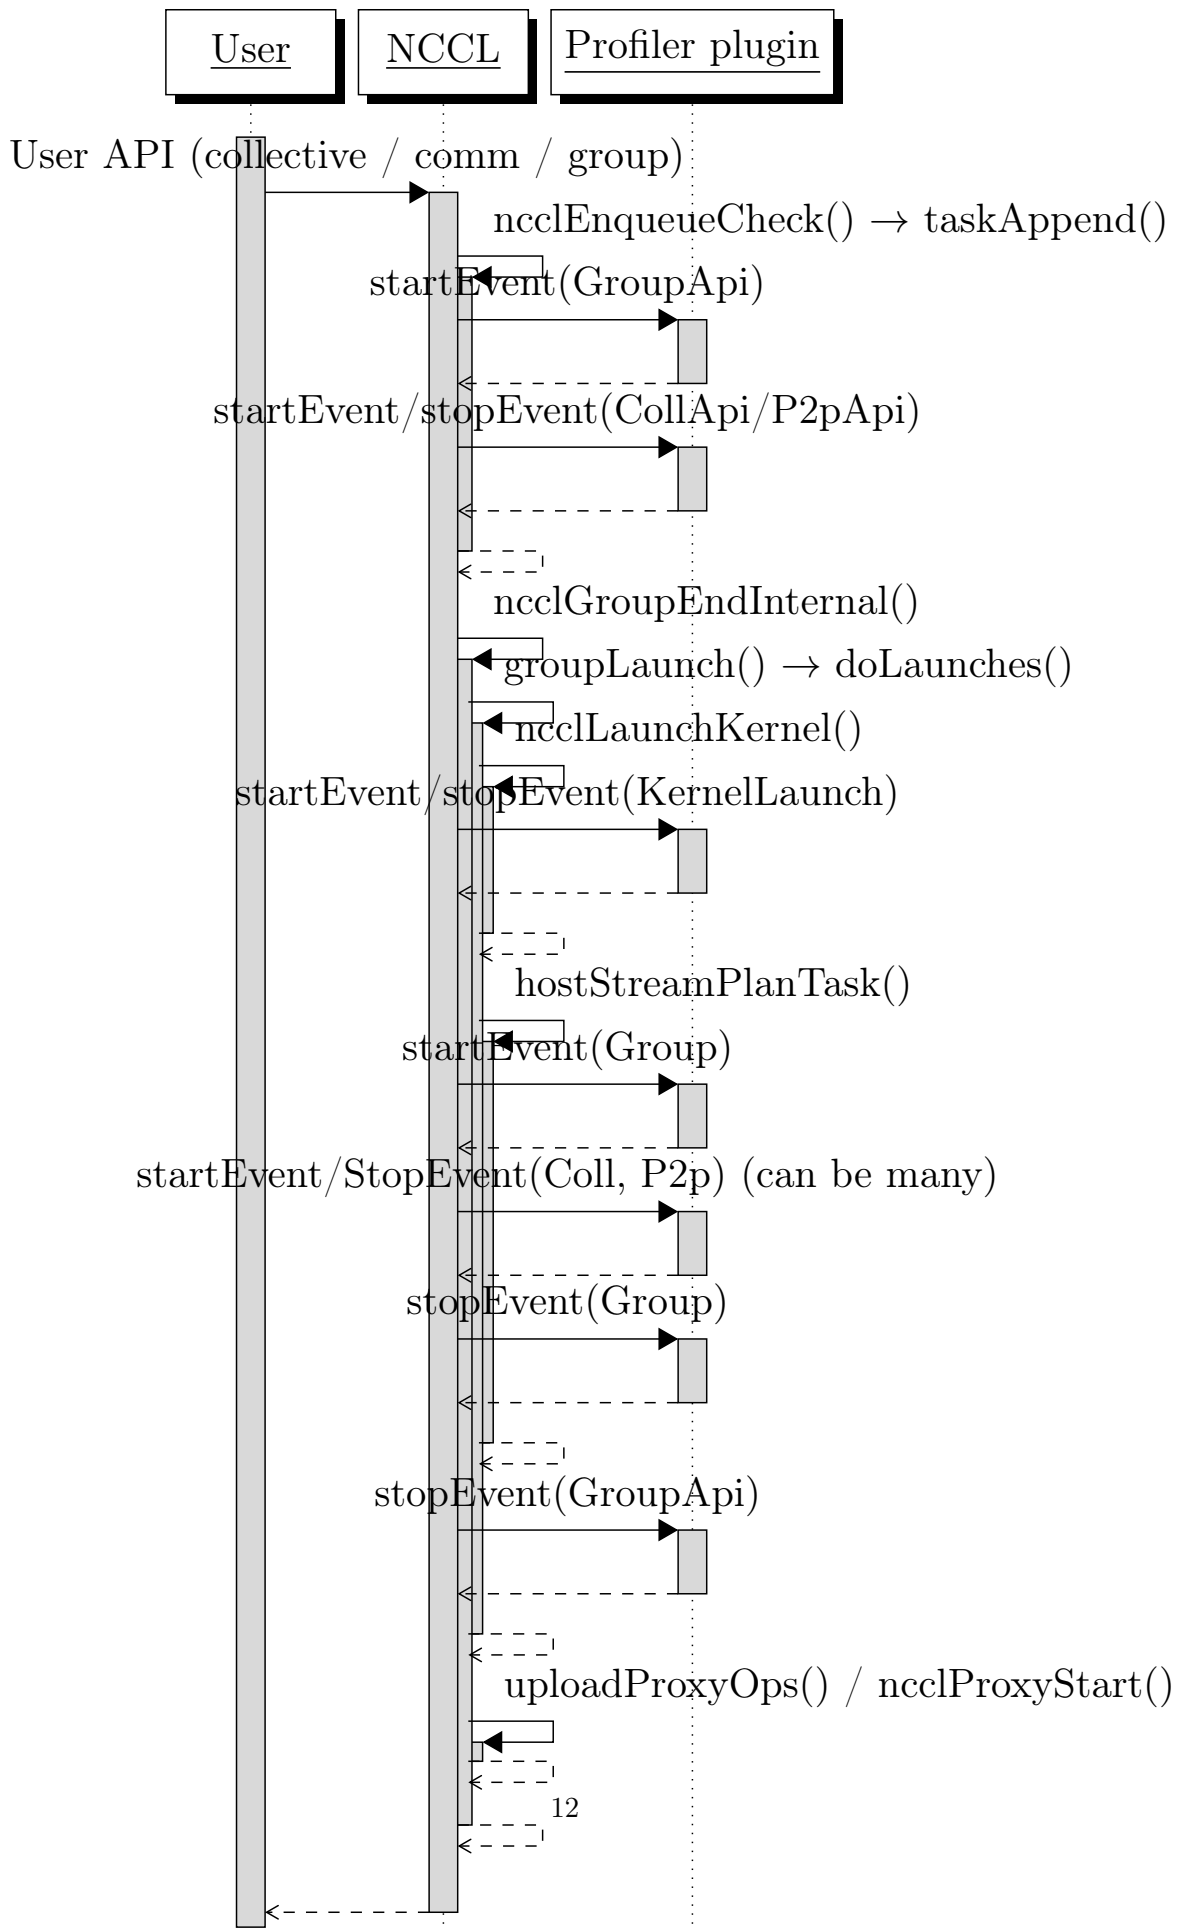 User
NCCL
Profiler plugin
User API (collective / comm / group)
ncclEnqueueCheck() → taskAppend()
startEvent(GroupApi)
startEvent/stopEvent(CollApi/P2pApi)
ncclGroupEndInternal()
groupLaunch() → doLaunches()
ncclLaunchKernel()
startEvent/stopEvent(KernelLaunch)
hostStreamPlanTask()
startEvent(Group)
startEvent/StopEvent(Coll, P2p) (can be many)
stopEvent(Group)
stopEvent(GroupApi)
uploadProxyOps() / ncclProxyStart()
12